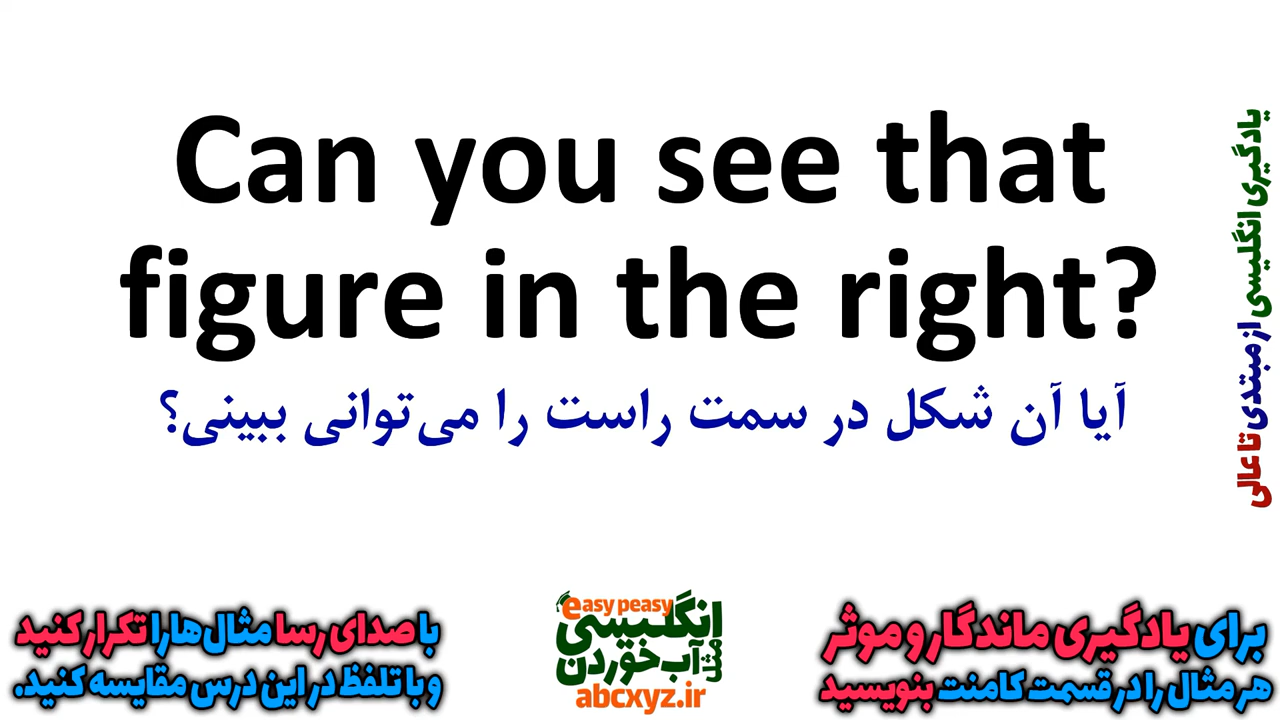 Can you see that
figure in the right?
آیا آن شکل در سمت راست را می‌توانی ببینی؟
یادگیری انگلیسی از مبتدی تا عالی
برای یادگیری ماندگار و موثر
هر مثال را در قسمت کامنت بنویسید
easy peasy
انگلیسی
مثل
آب خوردن
abcxyz.ir
با صدای رسا مثال‌ها را تکرار کنید
و با تلفظ در این درس مقایسه کنید.